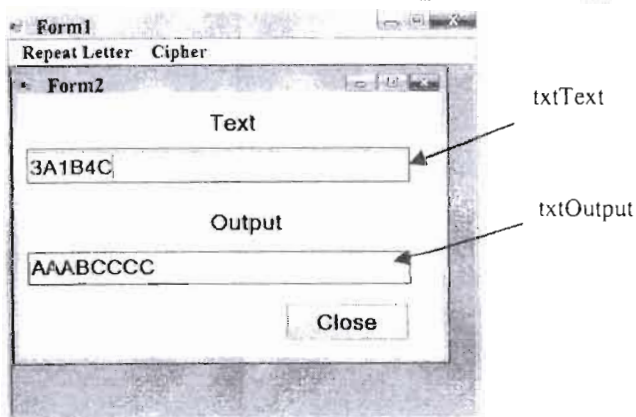 Form1
Repeat Letter Cipher
Form2
Text
txtText
3A1B4C
Output
txtOutput
AAABCCCC
Close